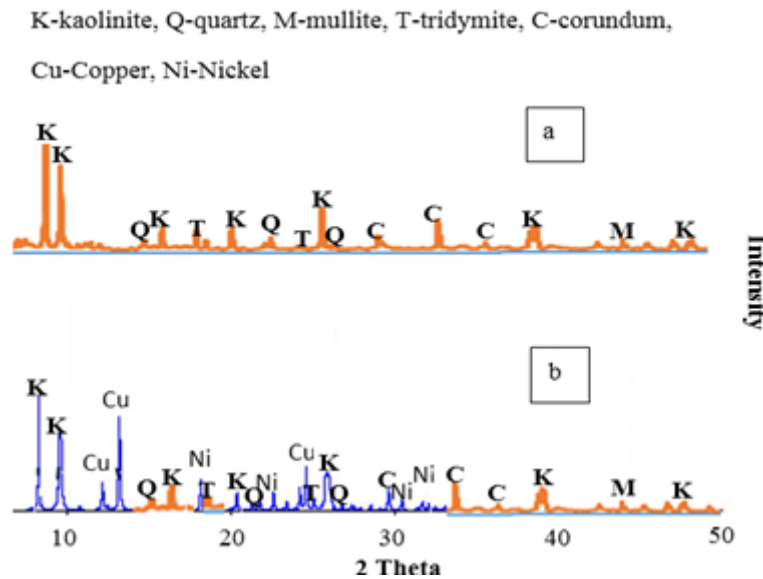 K-kaolinite, Q-quartz, M-mullite, T-tridymite, C-corundum,
Cu-Copper, Ni-Nickel
a
K
K
Q
K
T
K
Q
T
K
Q
C
C
C
K
M
K
Intensity
b
K
K
Cu
Cu
Q
K
Ni
T
K
Q
Ni
Cu
T
K
Q
C
Ni
Ni
C
C
K
M
K
10 20 30 40 50
2 Theta